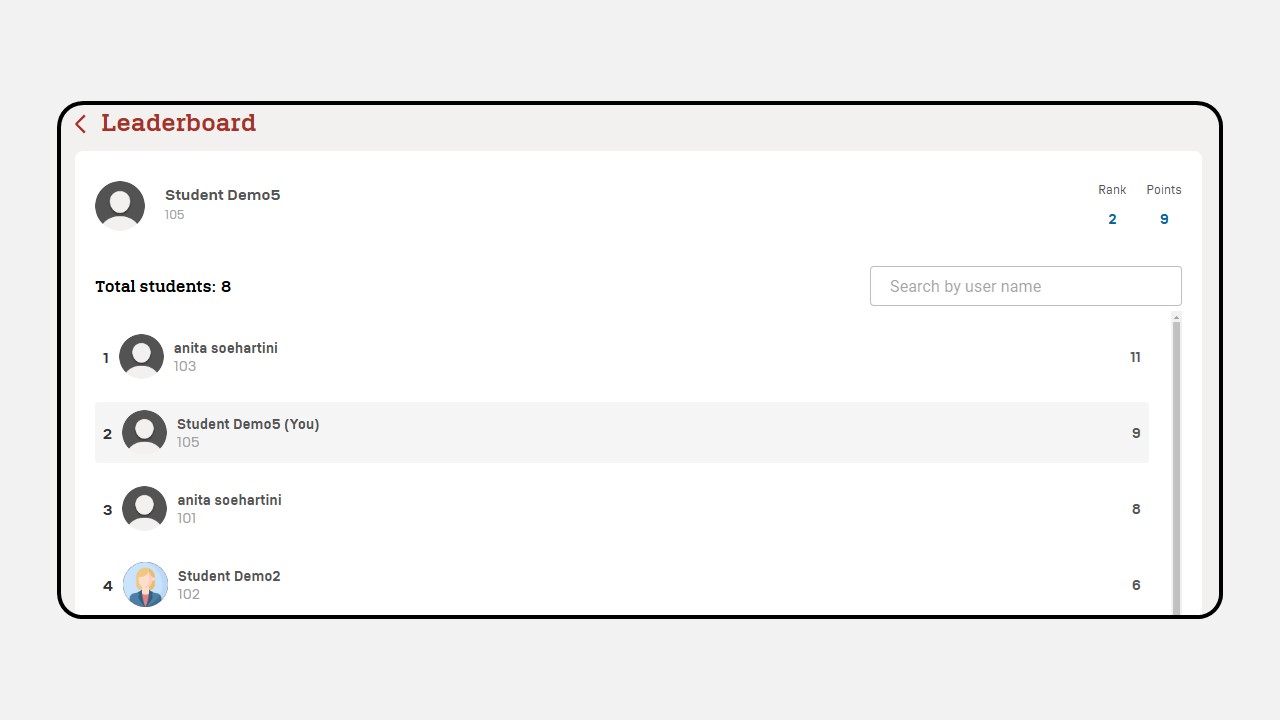 Leaderboard
Student Demo5
105
Rank Points
2 9
Total students: 8
Search by user name
1 anita soehartini 11
103
2 Student Demo5 (You) 9
105
3 anita soehartini 8
101
4 Student Demo2 6
102